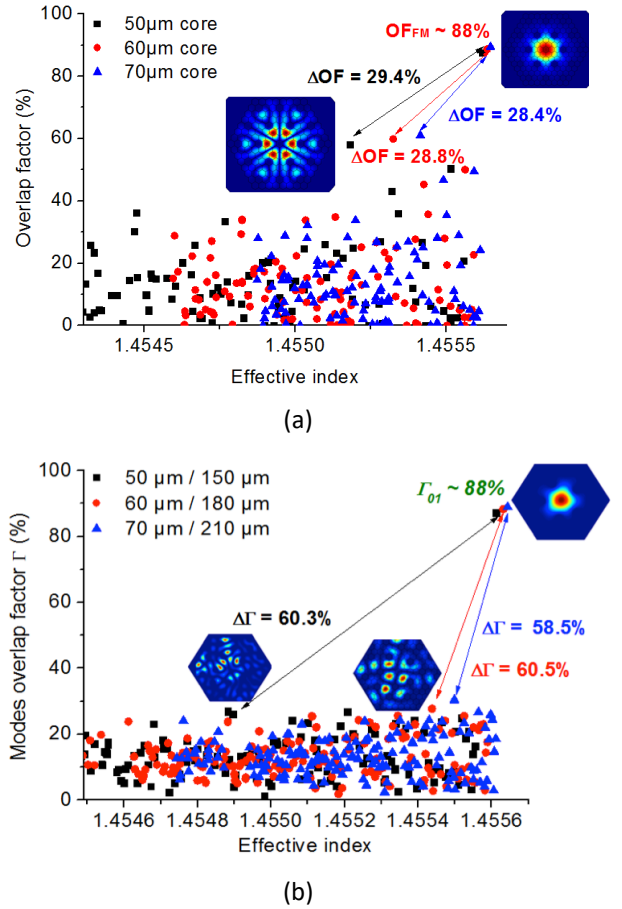 50µm core
60µm core
70µm core
OF_FM ~ 88%
ΔOF = 29.4%
ΔOF = 28.4%
ΔOF = 28.8%
Overlap factor (%)
100
80
60
40
20
0
1.4545
1.4550
1.4555
Effective index
(a)
50 µm / 150 µm
60 µm / 180 µm
70 µm / 210 µm
Γ01 ~ 88%
ΔΓ = 60.3%
ΔΓ = 58.5%
ΔΓ = 60.5%
Modes overlap factor Γ (%)
100
80
60
40
20
0
1.4546
1.4548
1.4550
1.4552
1.4554
1.4556
Effective index
(b)